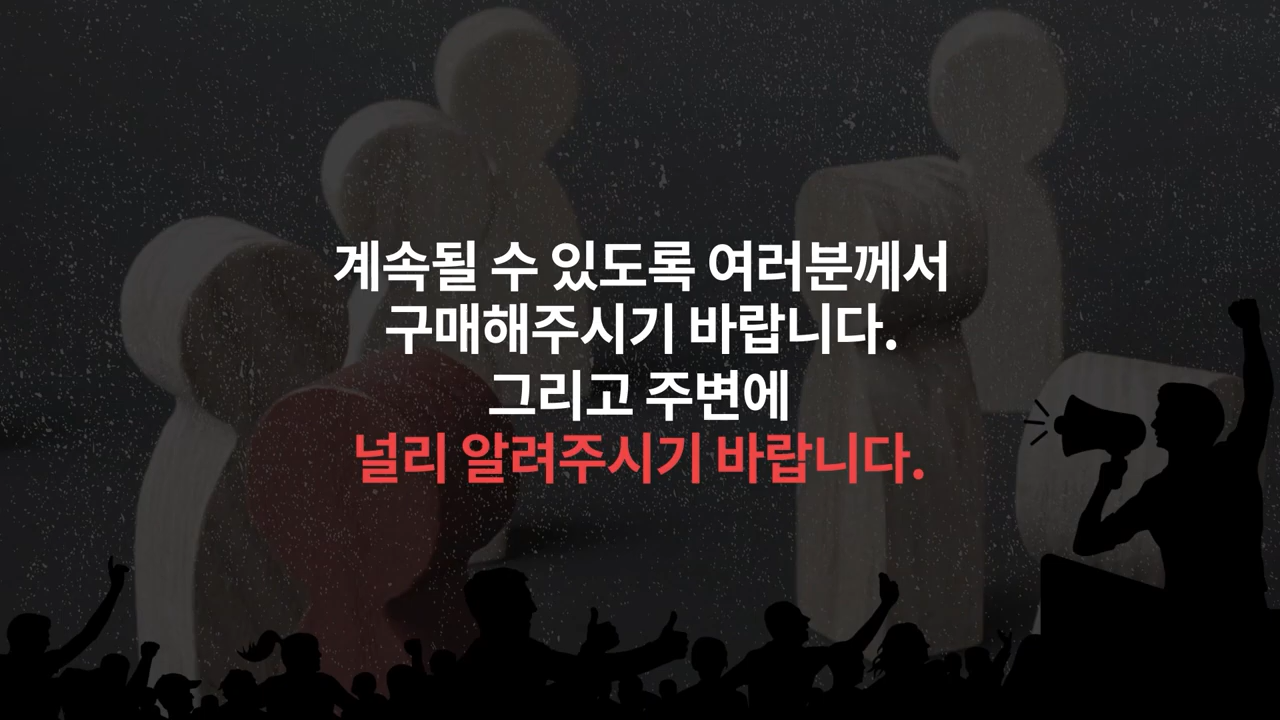 계속될 수 있도록 여러분께서
구매해주시기 바랍니다.
그리고 주변에
널리 알려주시기 바랍니다.